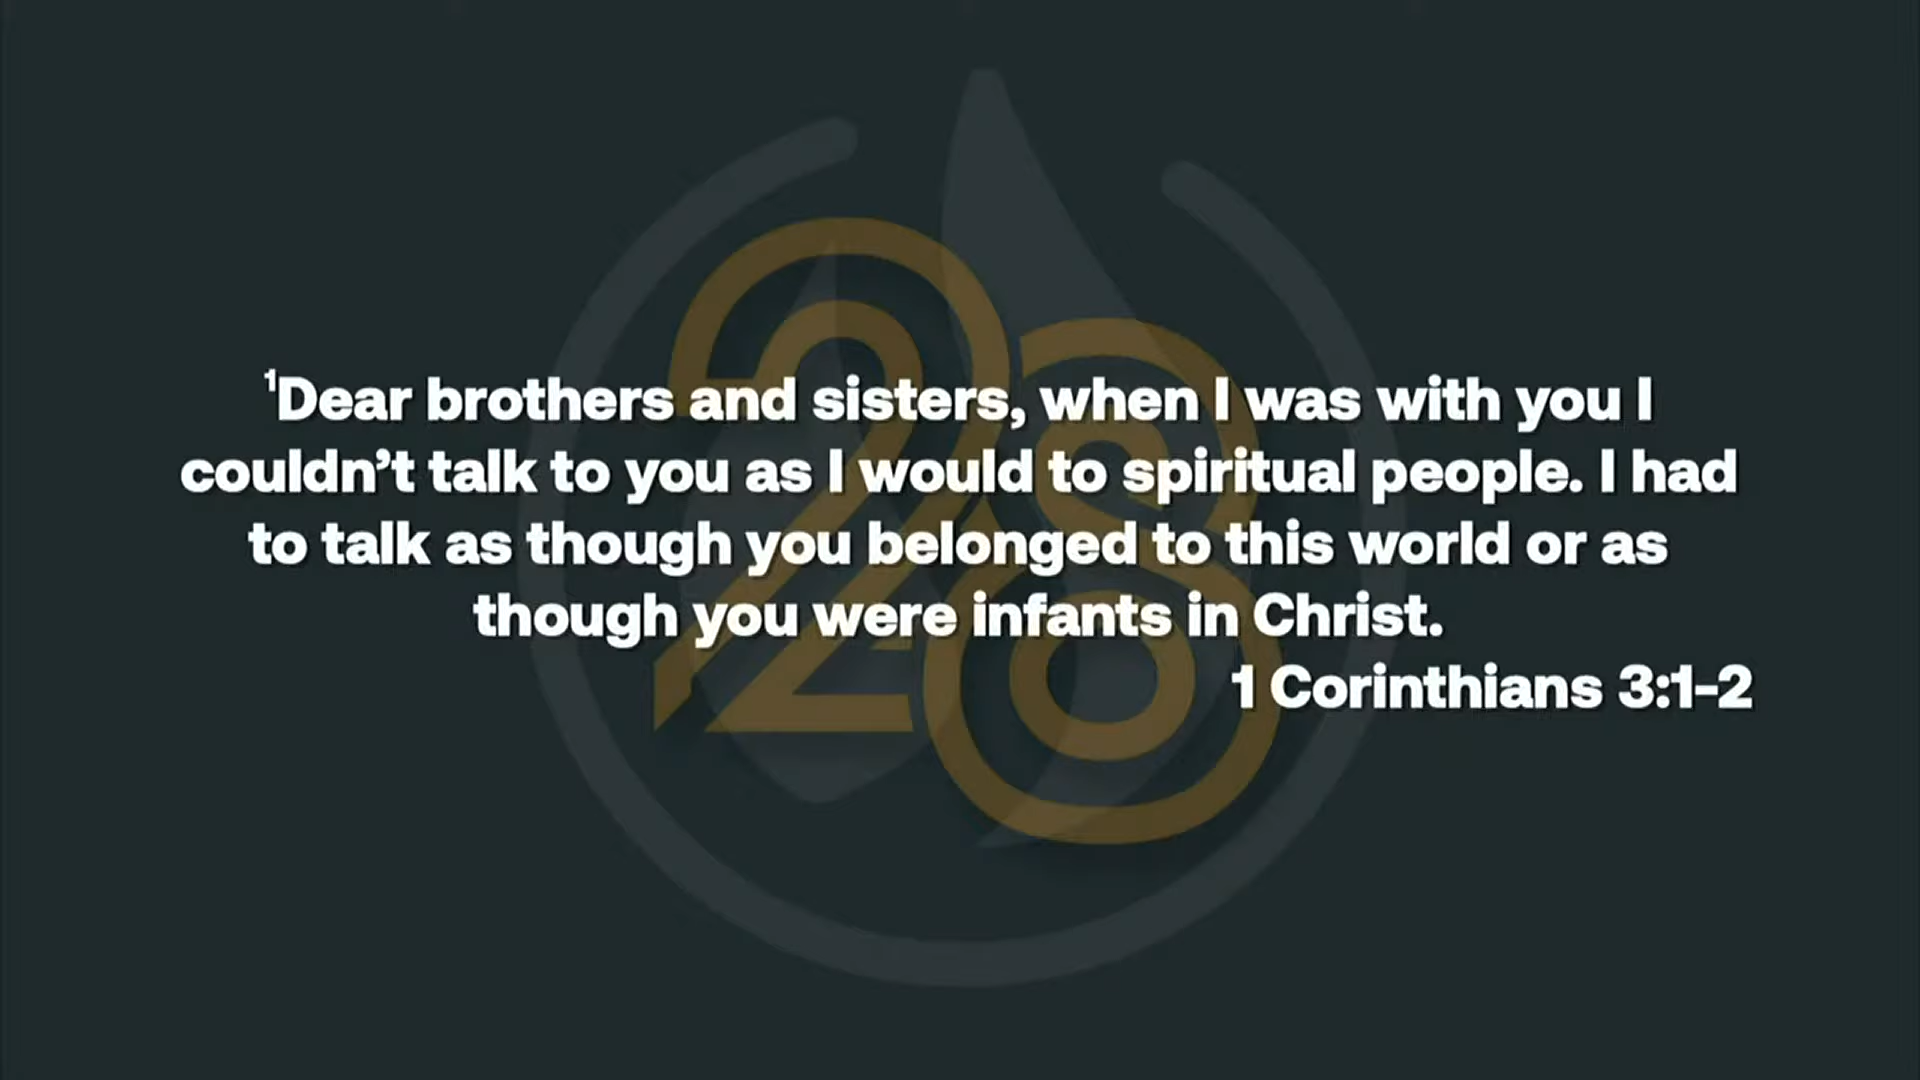 28
¹Dear brothers and sisters, when I was with you I
couldn’t talk to you as I would to spiritual people. I had
to talk as though you belonged to this world or as
though you were infants in Christ.
1 Corinthians 3:1-2